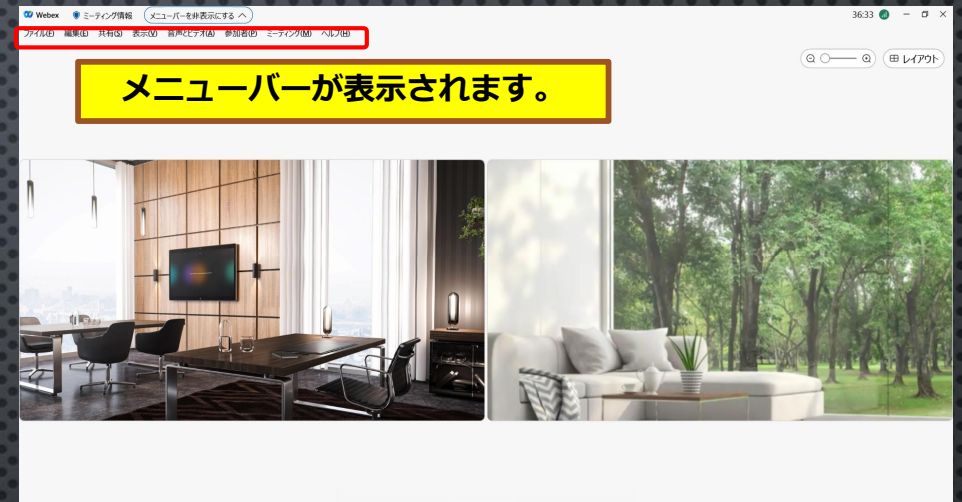 Webex ミーティング情報 メニューバーを非表示にする 36:33
ファイル(F) 編集(E) 共有(S) 表示(V) 音声とビデオ(A) 参加者(P) ミーティング(M) ヘルプ(H)
レイアウト
メニューバーが表示されます。